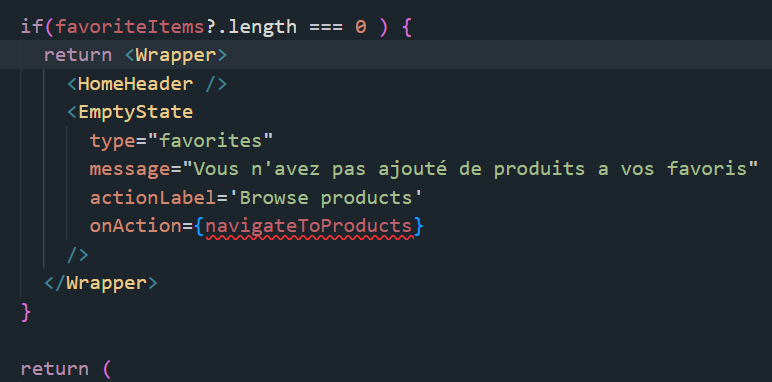 if(favoriteItems?.length === 0 ) {
return <Wrapper>
<HomeHeader />
<EmptyState
type="favorites"
message="Vous n'avez pas ajouté de produits a vos favoris"
actionLabel='Browse products'
onAction={navigateToProducts}
/>
</Wrapper>
}
return (